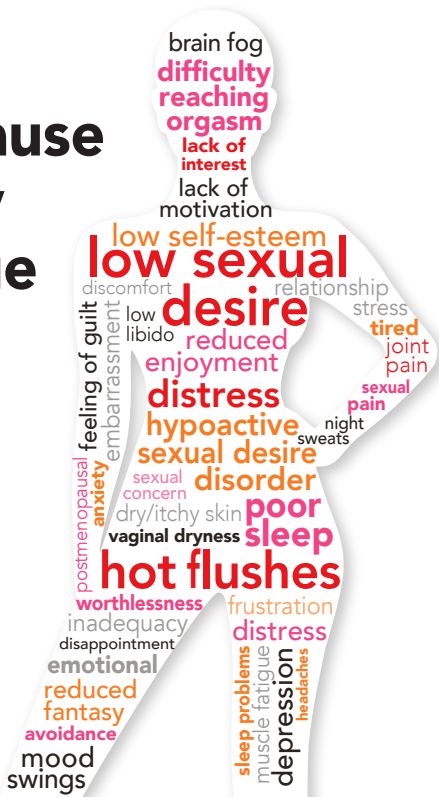 brain fog
difficulty
reaching
orgasm
lack of
interest
lack of
motivation
low self-esteem
low sexual
desire
discomfort
relationship
stress
tired
joint
pain
sexual
pain
feeling of guilt
embarrassment
low
libido
reduced
enjoyment
distress
hypoactive
sexual desire
disorder
night
sweats
postmenopausal
anxiety
sexual
concern
dry/itchy skin
poor
sleep
vaginal dryness
hot flushes
worthlessness
frustration
inadequacy
distress
disappointment
emotional
reduced
fantasy
avoidance
mood
swings
sleep problems
muscle fatigue
depression
headaches